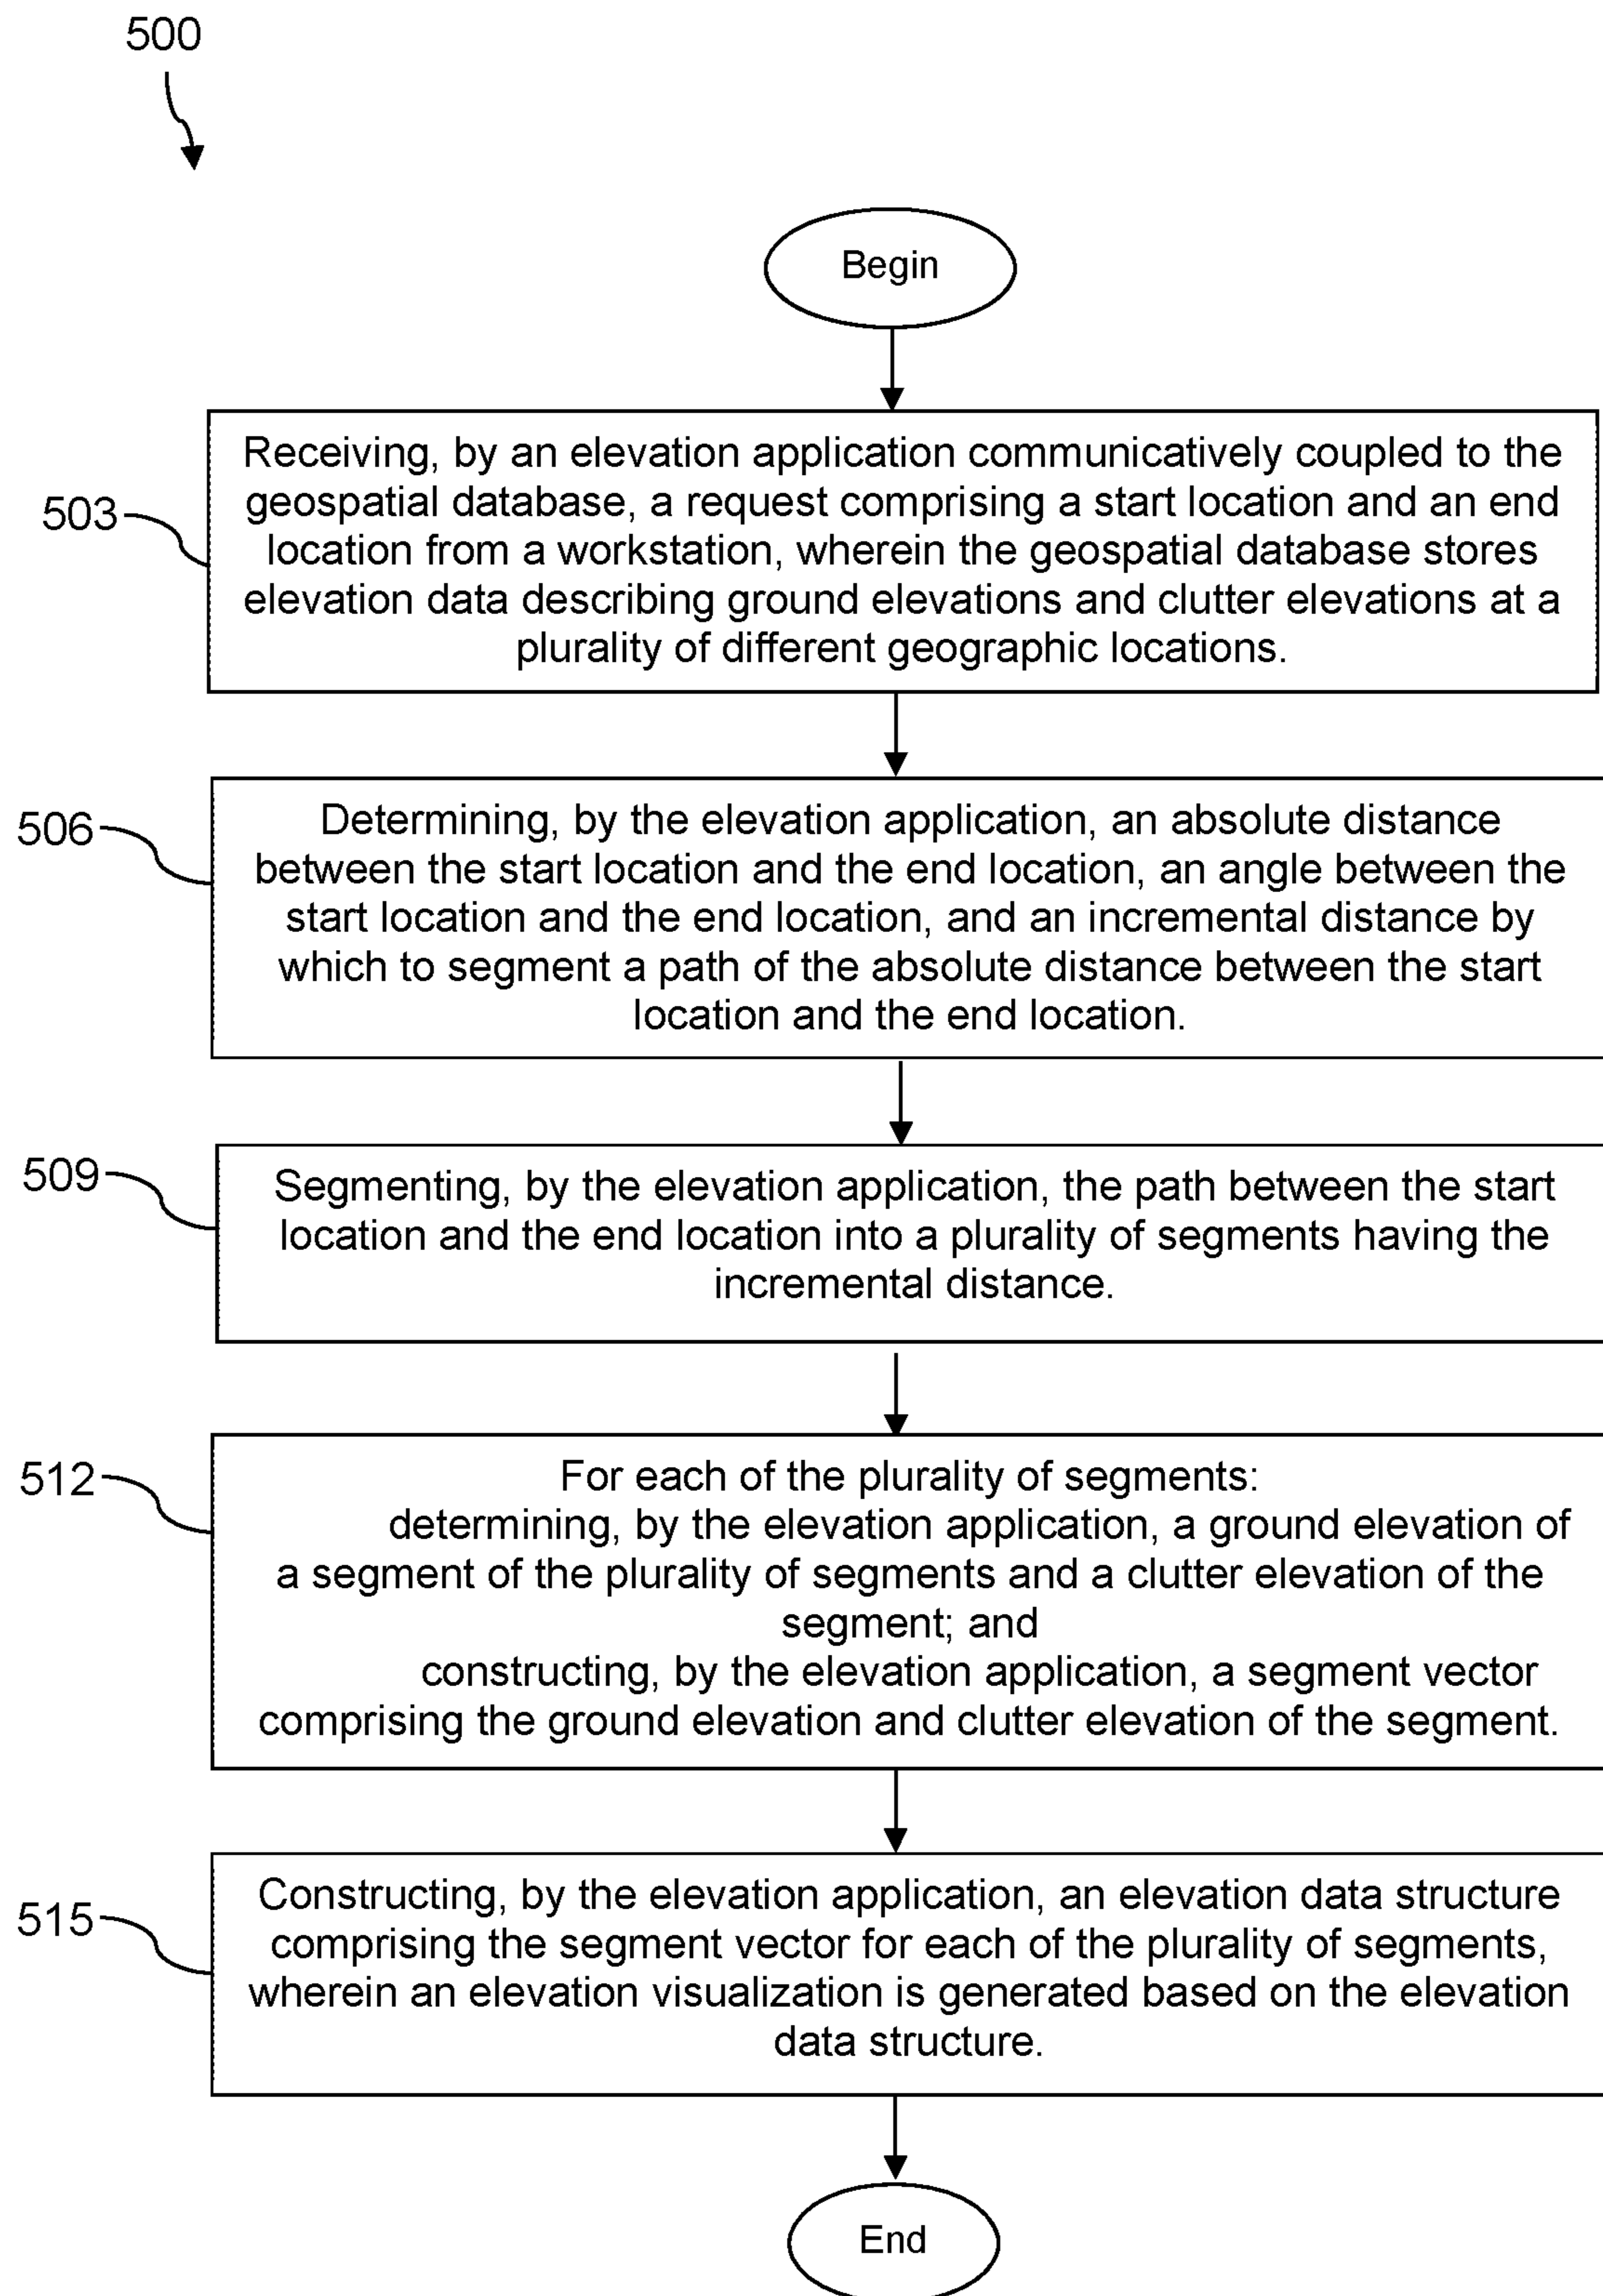 500
Begin
503
Receiving, by an elevation application communicatively coupled to the
geospatial database, a request comprising a start location and an end
location from a workstation, wherein the geospatial database stores
elevation data describing ground elevations and clutter elevations at a
plurality of different geographic locations.
506
Determining, by the elevation application, an absolute distance
between the start location and the end location, an angle between the
start location and the end location, and an incremental distance by
which to segment a path of the absolute distance between the start
location and the end location.
509
Segmenting, by the elevation application, the path between the start
location and the end location into a plurality of segments having the
incremental distance.
512
For each of the plurality of segments:
determining, by the elevation application, a ground elevation of
a segment of the plurality of segments and a clutter elevation of the
segment; and
constructing, by the elevation application, a segment vector
comprising the ground elevation and clutter elevation of the segment.
515
Constructing, by the elevation application, an elevation data structure
comprising the segment vector for each of the plurality of segments,
wherein an elevation visualization is generated based on the elevation
data structure.
End